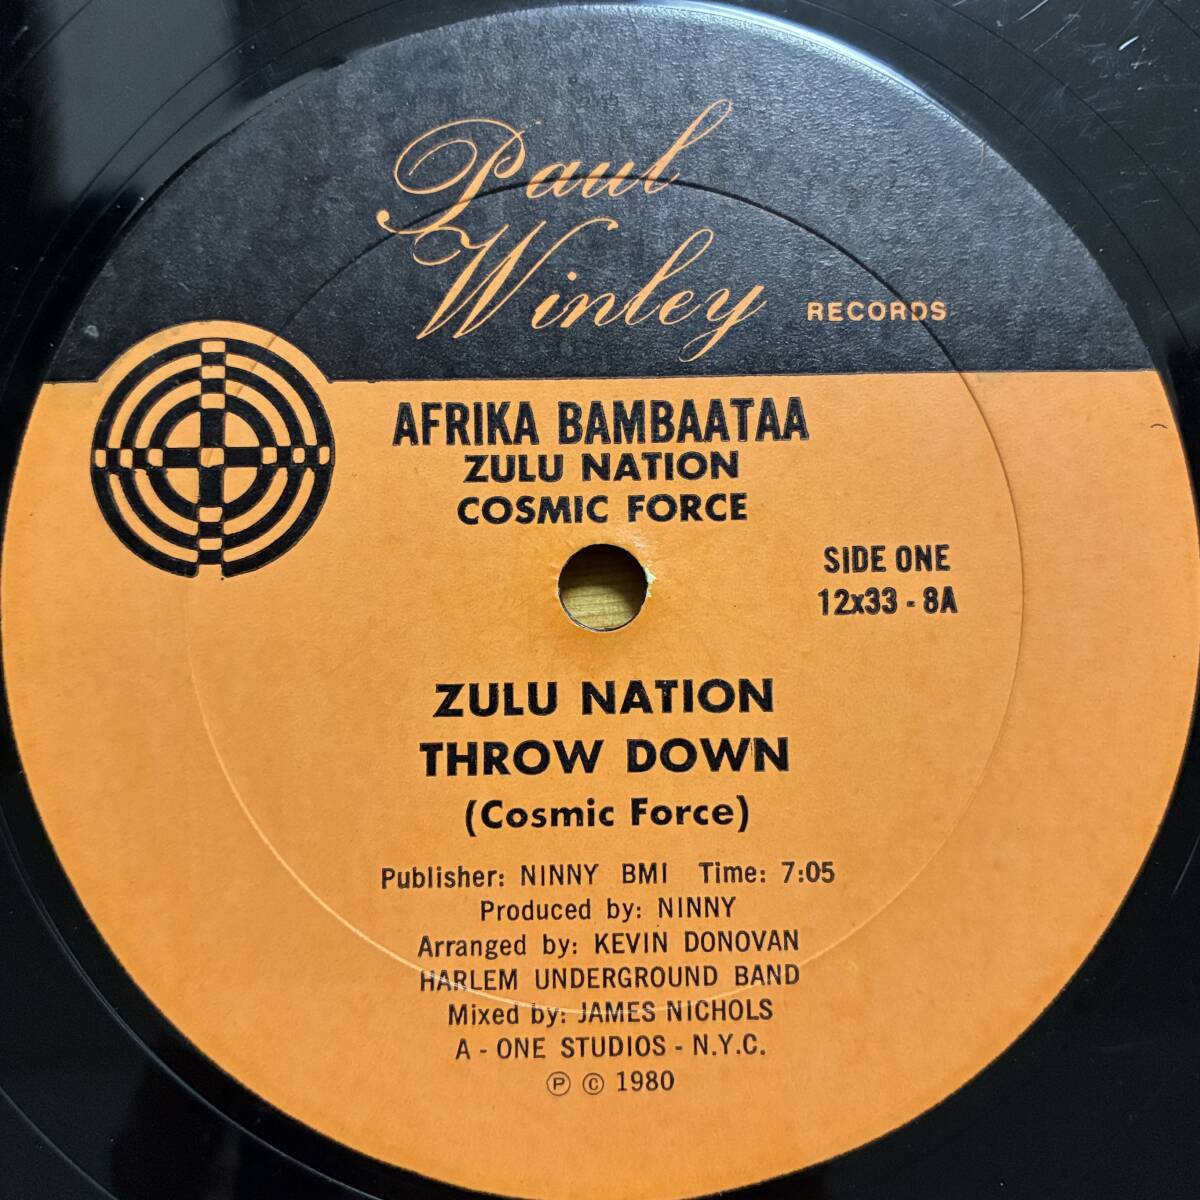 Paul
Winley RECORDS
AFRIKA BAMBAATAA
ZULU NATION
COSMIC FORCE
SIDE ONE
12x33 - 8A
ZULU NATION
THROW DOWN
(Cosmic Force)
Publisher: NINNY BMI Time: 7:05
Produced by: NINNY
Arranged by: KEVIN DONOVAN
HARLEM UNDERGROUND BAND
Mixed by: JAMES NICHOLS
A - ONE STUDIOS - N.Y.C.
Ⓟ © 1980